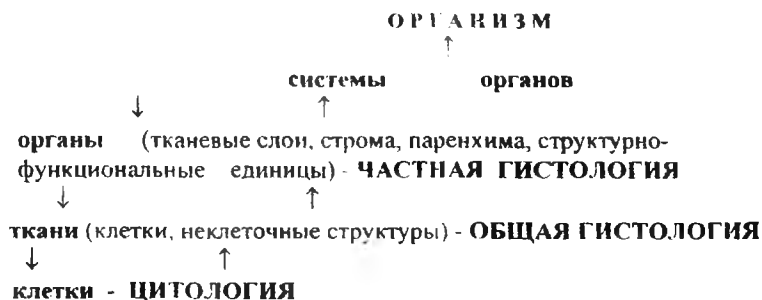 ОРГАНИЗМ
↑
системы органов
↓ ↑
органы (тканевые слои, строма, паренхима, структурно-
функциональные единицы) - ЧАСТНАЯ ГИСТОЛОГИЯ
↓ ↑
ткани (клетки, неклеточные структуры) - ОБЩАЯ ГИСТОЛОГИЯ
↓ ↑
клетки - ЦИТОЛОГИЯ